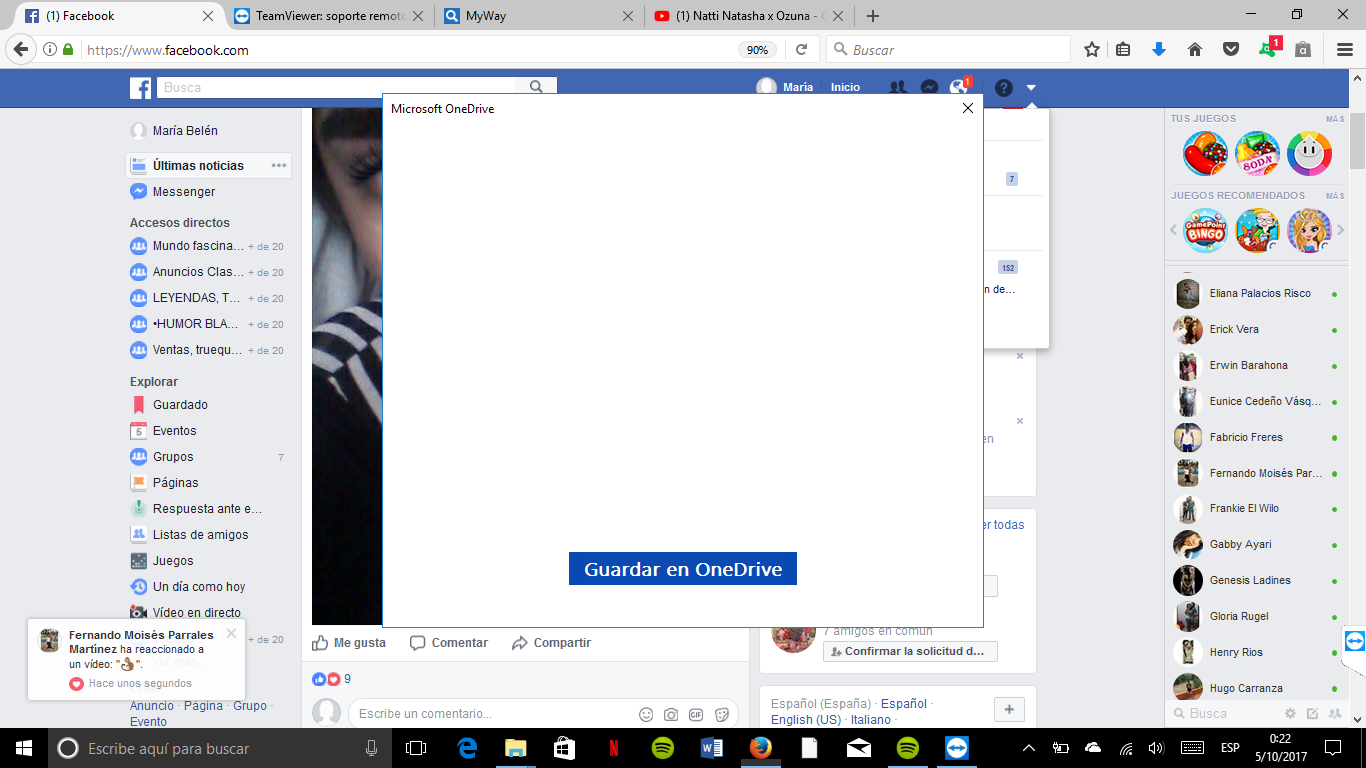 (1) Facebook
TeamViewer: soporte remoto
MyWay
(1) Natti Natasha x Ozuna -
https://www.facebook.com
90%
Buscar
1
Busca
María
Inicio
1
María Belén
Últimas noticias
Messenger
Accesos directos
Mundo fascina... + de 20
Anuncios Clas... + de 20
LEYENDAS, T... + de 20
•HUMOR BLA... + de 20
Ventas, truequ... + de 20
Explorar
Guardado
5 Eventos
Grupos 7
Páginas
Respuesta ante e...
Listas de amigos
Juegos
Un día como hoy
Vídeo en directo
+ de 20
Anuncio · Página · Grupo ·
Evento
Fernando Moisés Parrales
Martínez ha reaccionado a
un vídeo: " ".
Hace unos segundos
Microsoft OneDrive
Guardar en OneDrive
Me gusta
Comentar
Compartir
9
Escribe un comentario...
GIF
7
152
n de...
en
er todas
7 amigos en común
Confirmar la solicitud d...
Español (España) · Español ·
English (US) · Italiano ·
TUS JUEGOS MÁS
SODA
JUEGOS RECOMENDADOS MÁS
GamePoint
BINGO
Eliana Palacios Risco
Erick Vera
Erwin Barahona
Eunice Cedeño Vásq...
Fabricio Freres
Fernando Moisés Par...
Frankie El Wilo
Gabby Ayari
Genesis Ladines
Gloria Rugel
Henry Rios
Hugo Carranza
Busca
Escribe aquí para buscar
ESP
0:22
5/10/2017